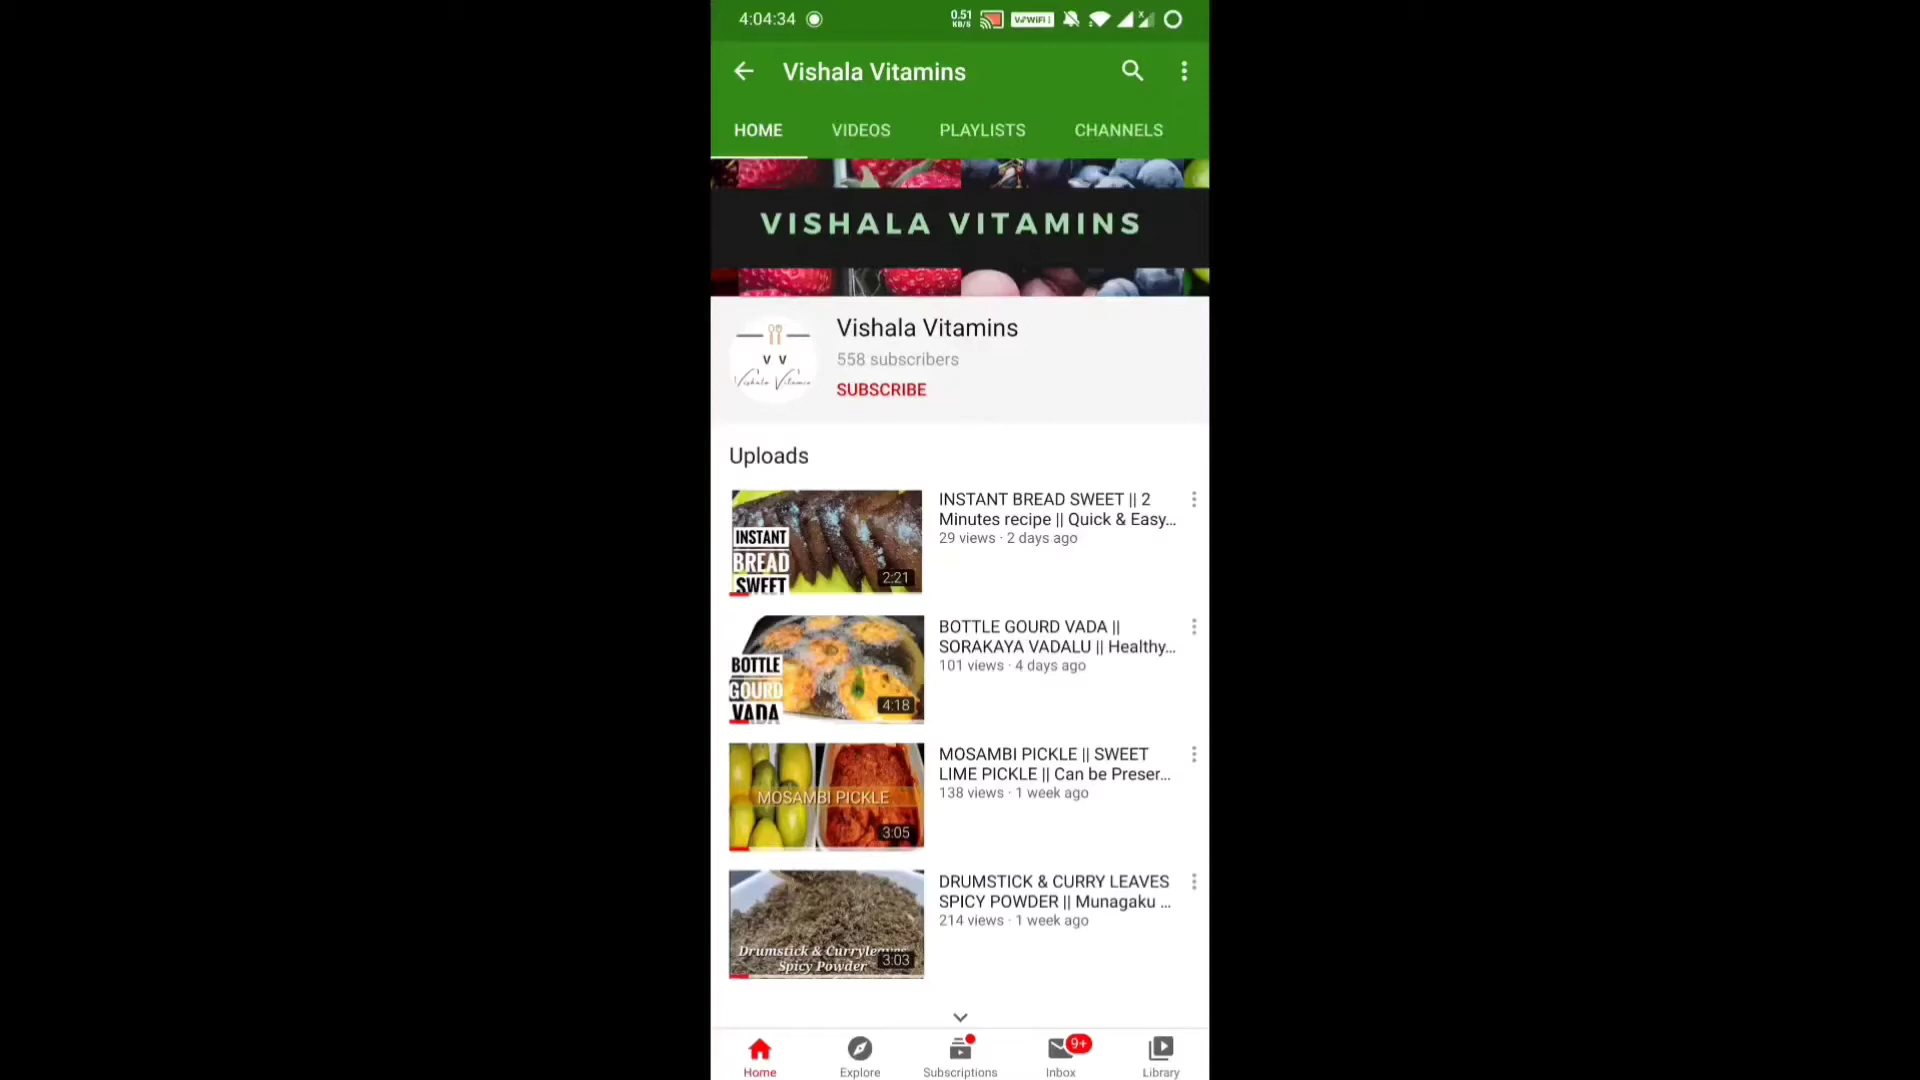 4:04:34
0.51
KB/S
Vishala Vitamins
HOME VIDEOS PLAYLISTS CHANNELS
VISHALA VITAMINS
V V
Vishala Vitamins
558 subscribers
SUBSCRIBE
Uploads
INSTANT
BREAD
SWEET
2:21
INSTANT BREAD SWEET || 2
Minutes recipe || Quick & Easy...
29 views · 2 days ago
BOTTLE
GOURD
VADA
4:18
BOTTLE GOURD VADA ||
SORAKAYA VADALU || Healthy...
101 views · 4 days ago
MOSAMBI PICKLE
3:05
MOSAMBI PICKLE || SWEET
LIME PICKLE || Can be Preser...
138 views · 1 week ago
Drumstick & Curryleaves
Spicy Powder
3:03
DRUMSTICK & CURRY LEAVES
SPICY POWDER || Munagaku ...
214 views · 1 week ago
9+
Home Explore Subscriptions Inbox Library